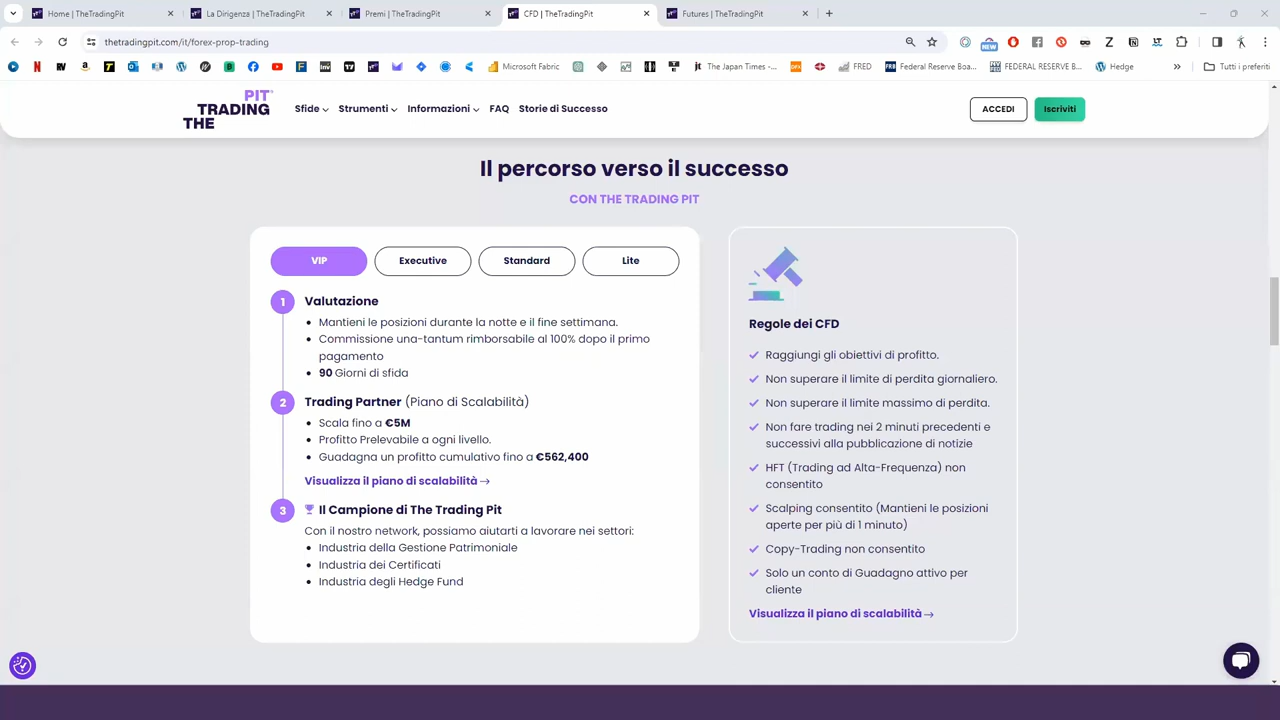 Home | TheTradingPit
La Dirigenza | TheTradingPit
Premi | TheTradingPit
CFD | TheTradingPit
Futures | TheTradingPit
thetradingpit.com/it/forex-prop-trading
Microsoft Fabric
The Japan Times -...
FRED
Federal Reserve Boa...
FEDERAL RESERVE B...
Hedge
Tutti i preferiti
PIT
TRADING
THE
Sfide
Strumenti
Informazioni
FAQ
Storie di Successo
ACCEDI
Iscriviti
Il percorso verso il successo
CON THE TRADING PIT
VIP
Executive
Standard
Lite
1 Valutazione
• Mantieni le posizioni durante la notte e il fine settimana.
• Commissione una-tantum rimborsabile al 100% dopo il primo
pagamento
• 90 Giorni di sfida
2 Trading Partner (Piano di Scalabilità)
• Scala fino a €5M
• Profitto Prelevabile a ogni livello.
• Guadagna un profitto cumulativo fino a €562,400
Visualizza il piano di scalabilità →
3 Il Campione di The Trading Pit
Con il nostro network, possiamo aiutarti a lavorare nei settori:
• Industria della Gestione Patrimoniale
• Industria dei Certificati
• Industria degli Hedge Fund
Regole dei CFD
Raggiungi gli obiettivi di profitto.
Non superare il limite di perdita giornaliero.
Non superare il limite massimo di perdita.
Non fare trading nei 2 minuti precedenti e
successivi alla pubblicazione di notizie
HFT (Trading ad Alta-Frequenza) non
consentito
Scalping consentito (Mantieni le posizioni
aperte per più di 1 minuto)
Copy-Trading non consentito
Solo un conto di Guadagno attivo per
cliente
Visualizza il piano di scalabilità →